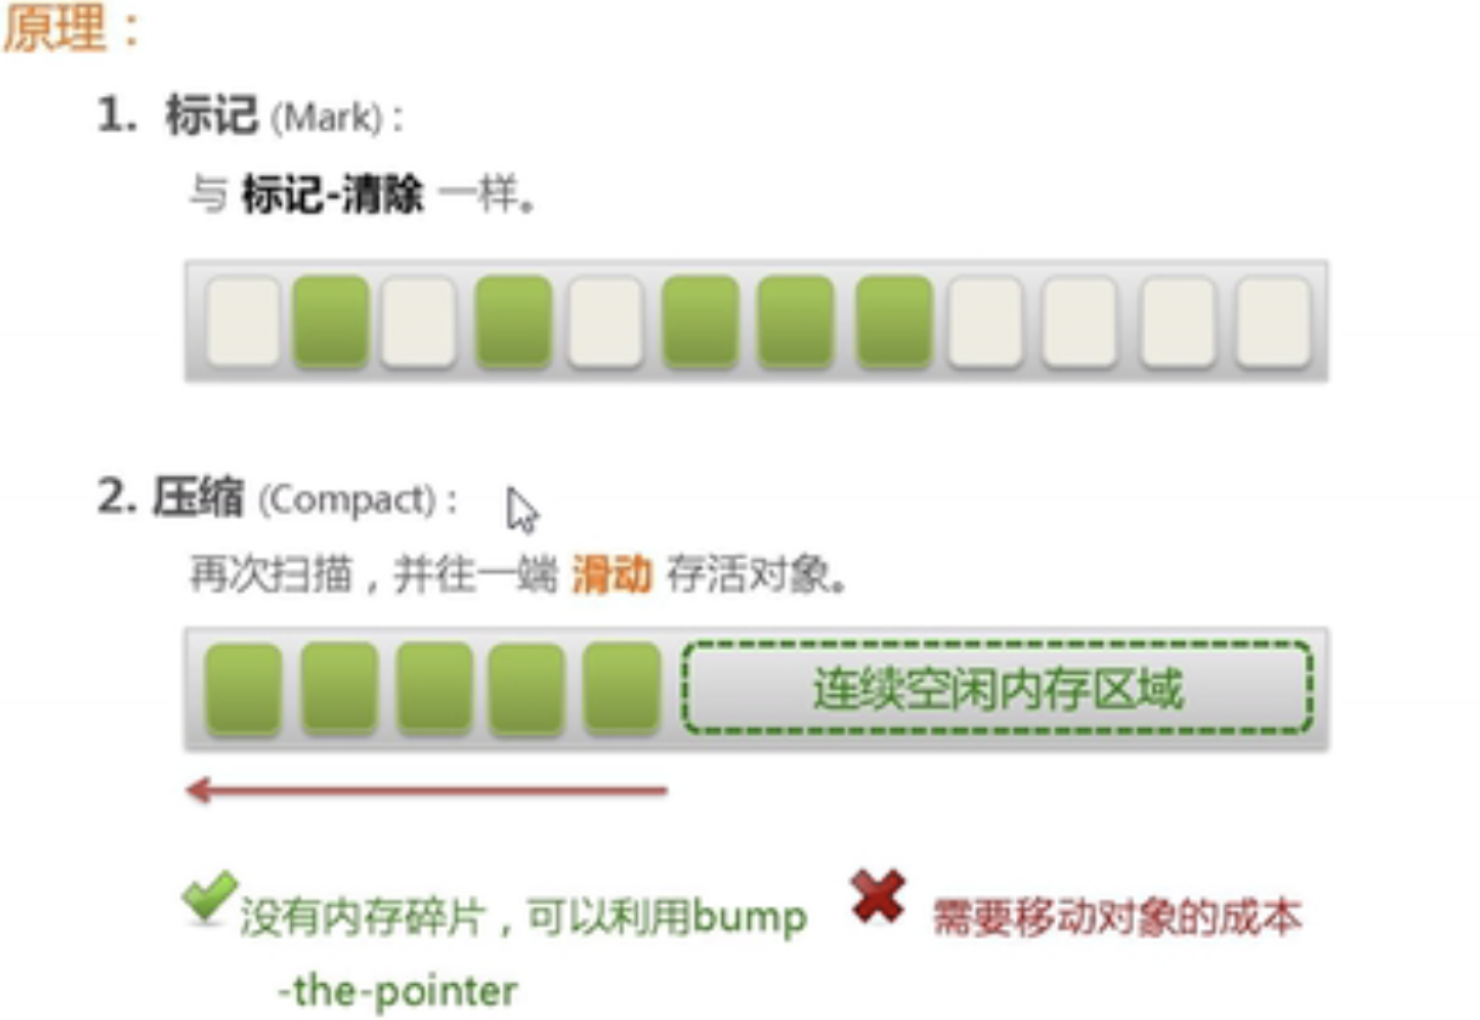 原理：
1. 标记 (Mark) :
与 标记-清除 一样。
2. 压缩 (Compact) :
再次扫描，并往一端 滑动 存活对象。
连续空闲内存区域
没有内存碎片，可以利用bump
-the-pointer
需要移动对象的成本